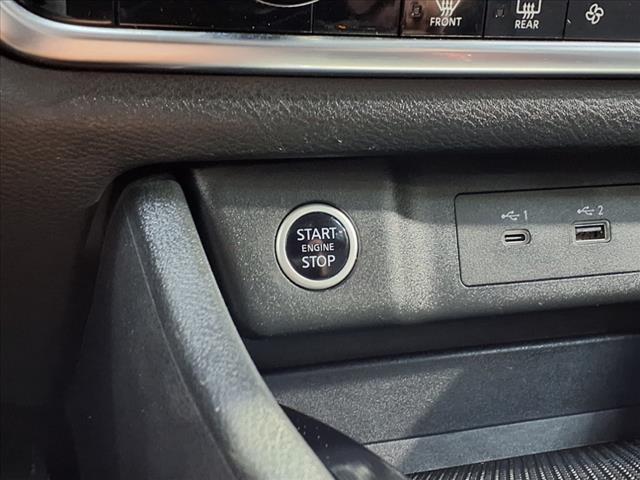 FRONT
REAR
START
ENGINE
STOP
1
2